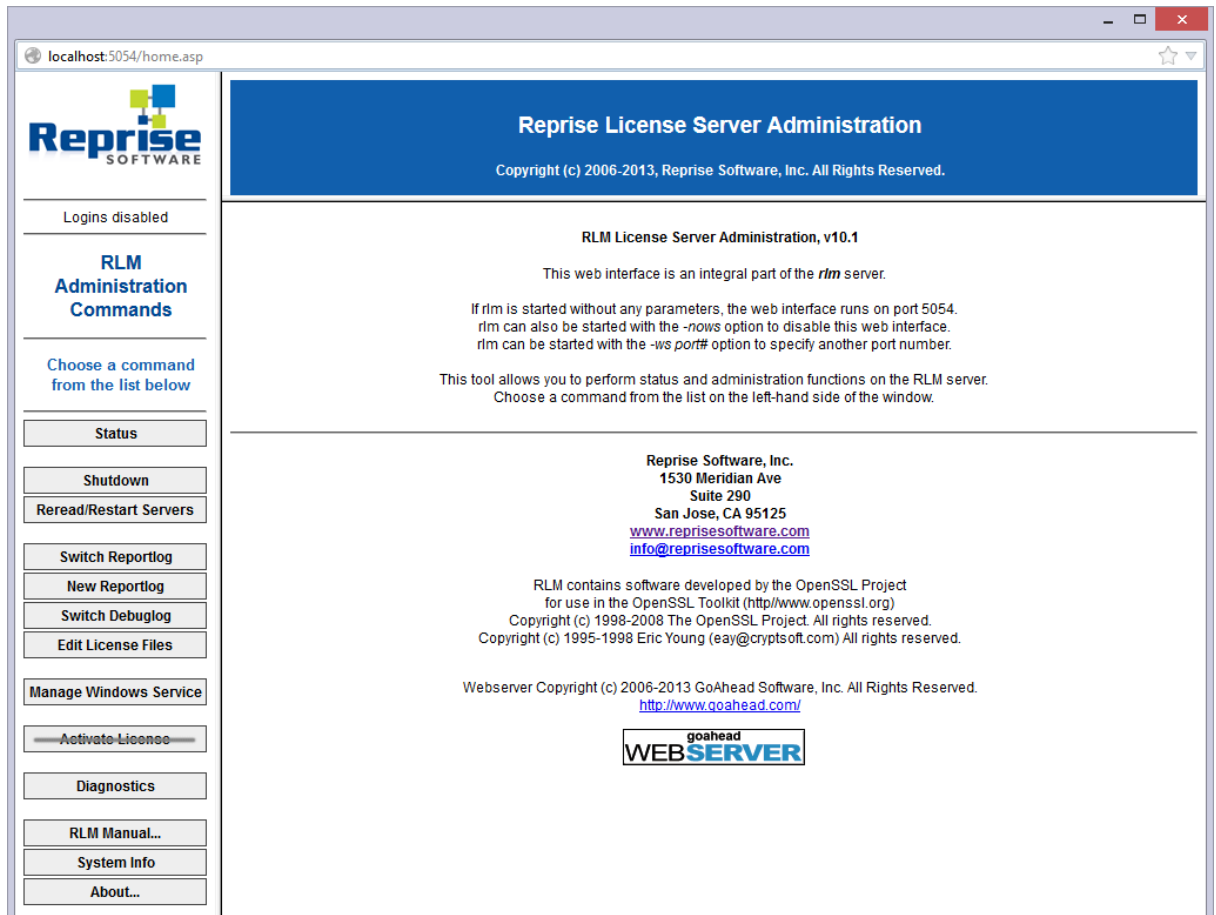 localhost:5054/home.asp
Reprise
SOFTWARE
Logins disabled
RLM
Administration
Commands
Choose a command
from the list below
Status
Shutdown
Reread/Restart Servers
Switch Reportlog
New Reportlog
Switch Debuglog
Edit License Files
Manage Windows Service
Activate License
Diagnostics
RLM Manual...
System Info
About...
Reprise License Server Administration
Copyright (c) 2006-2013, Reprise Software, Inc. All Rights Reserved.
RLM License Server Administration, v10.1
This web interface is an integral part of the rlm server.
If rlm is started without any parameters, the web interface runs on port 5054.
rlm can also be started with the -nows option to disable this web interface.
rlm can be started with the -ws port# option to specify another port number.
This tool allows you to perform status and administration functions on the RLM server.
Choose a command from the list on the left-hand side of the window.
Reprise Software, Inc.
1530 Meridian Ave
Suite 290
San Jose, CA 95125
www.reprisesoftware.com
info@reprisesoftware.com
RLM contains software developed by the OpenSSL Project
for use in the OpenSSL Toolkit (http//www.openssl.org)
Copyright (c) 1998-2008 The OpenSSL Project. All rights reserved.
Copyright (c) 1995-1998 Eric Young (eay@cryptsoft.com) All rights reserved.
Webserver Copyright (c) 2006-2013 GoAhead Software, Inc. All Rights Reserved.
http://www.goahead.com/
goahead
WEBSERVER